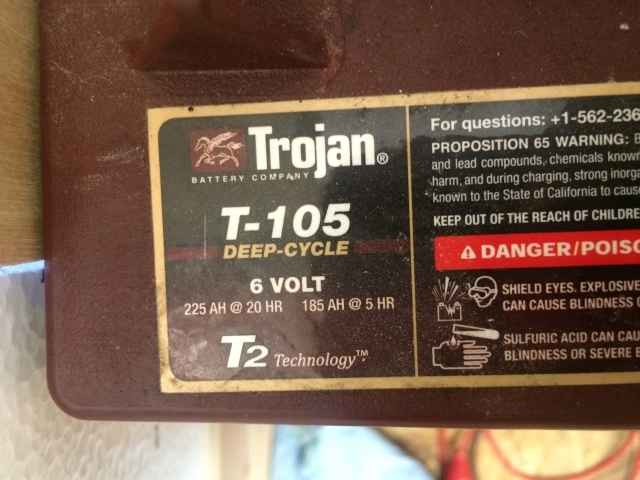 Trojan®
BATTERY COMPANY
T-105
DEEP-CYCLE
6 VOLT
225 AH @ 20 HR 185 AH @ 5 HR
T2 Technology™
For questions: +1-562-236
PROPOSITION 65 WARNING: B
and lead compounds, chemicals know
harm, and during charging, strong inorga
known to the State of California to caus
KEEP OUT OF THE REACH OF CHILDRE
DANGER/POISO
SHIELD EYES. EXPLOSIVE
CAN CAUSE BLINDNESS
SULFURIC ACID CAN CAU
BLINDNESS OR SEVERE B